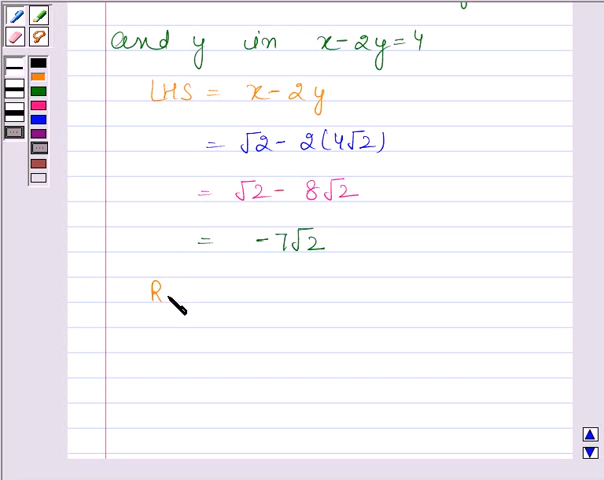 and y in x-2y=4
LHS = x-2y
= √2 - 2(4√2)
= √2 - 8√2
= -7√2
R